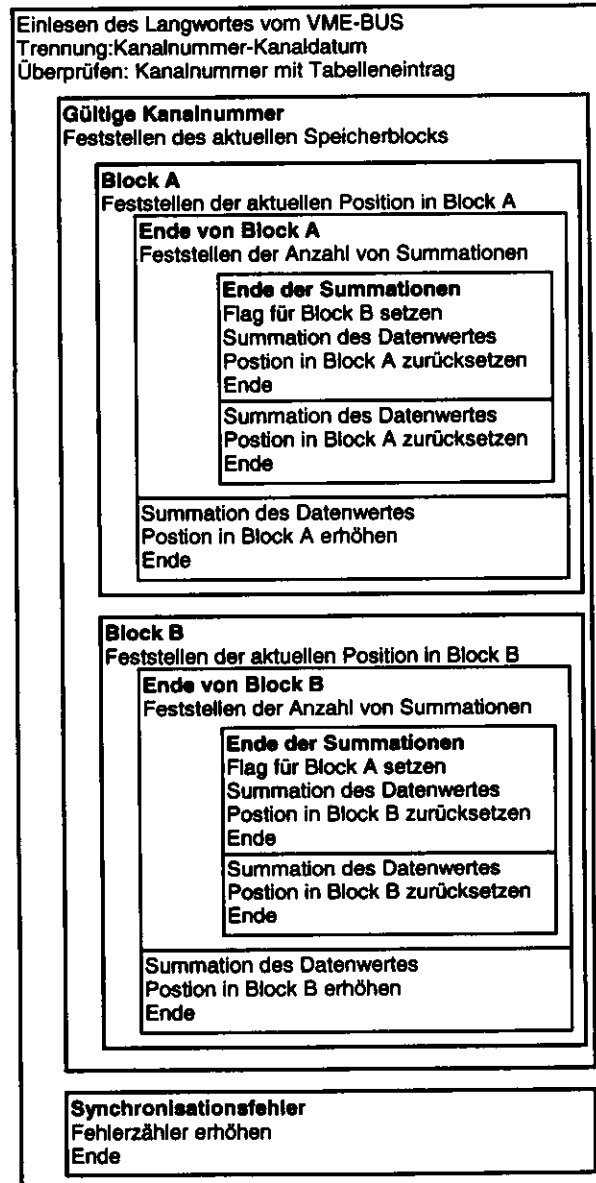 Einlesen des Langwortes vom VME-BUS
Trennung:Kanalnummer-Kanaldatum
Überprüfen: Kanalnummer mit Tabelleneintrag
Gültige Kanalnummer
Feststellen des aktuellen Speicherblocks
Block A
Feststellen der aktuellen Position in Block A
Ende von Block A
Feststellen der Anzahl von Summationen
Ende der Summationen
Flag für Block B setzen
Summation des Datenwertes
Postion in Block A zurücksetzen
Ende
Summation des Datenwertes
Postion in Block A zurücksetzen
Ende
Summation des Datenwertes
Postion in Block A erhöhen
Ende
Block B
Feststellen der aktuellen Position in Block B
Ende von Block B
Feststellen der Anzahl von Summationen
Ende der Summationen
Flag für Block A setzen
Summation des Datenwertes
Postion in Block B zurücksetzen
Ende
Summation des Datenwertes
Postion in Block B zurücksetzen
Ende
Summation des Datenwertes
Postion in Block B erhöhen
Ende
Synchronisationsfehler
Fehlerzähler erhöhen
Ende